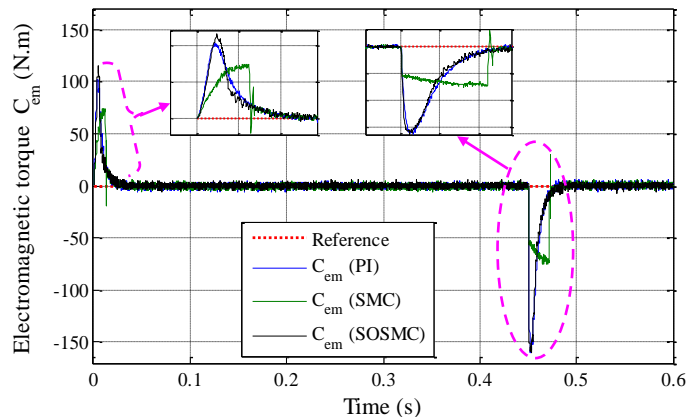 Electromagnetic torque C_em (N.m)
150
100
50
0
-50
-100
-150
0
0.1
0.2
0.3
0.4
0.5
0.6
Time (s)
Reference
C_em (PI)
C_em (SMC)
C_em (SOSMC)